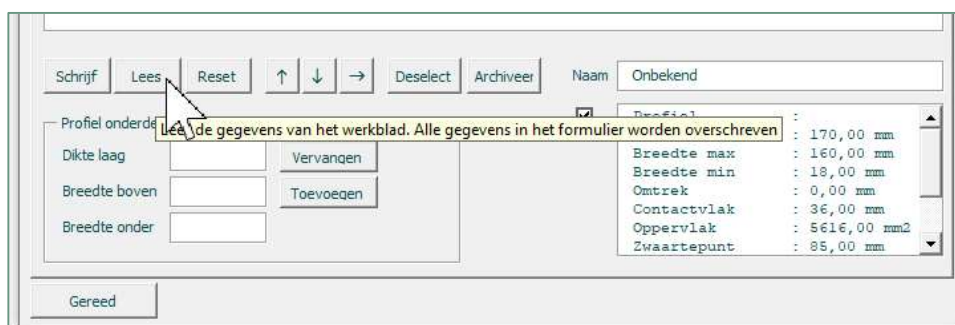 Schrijf Lees Reset ↑ ↓ → Deselect Archiveer Naam Onbekend
Profiel :
Lees de gegevens van het werkblad. Alle gegevens in het formulier worden overschreven
: 170,00 mm
Dikte laag Vervangen Breedte max : 160,00 mm
Breedte min : 18,00 mm
Breedte boven Toevoegen Omtrek : 0,00 mm
Contactvlak : 36,00 mm
Breedte onder Oppervlak : 5616,00 mm2
Zwaartepunt : 85,00 mm
Gereed